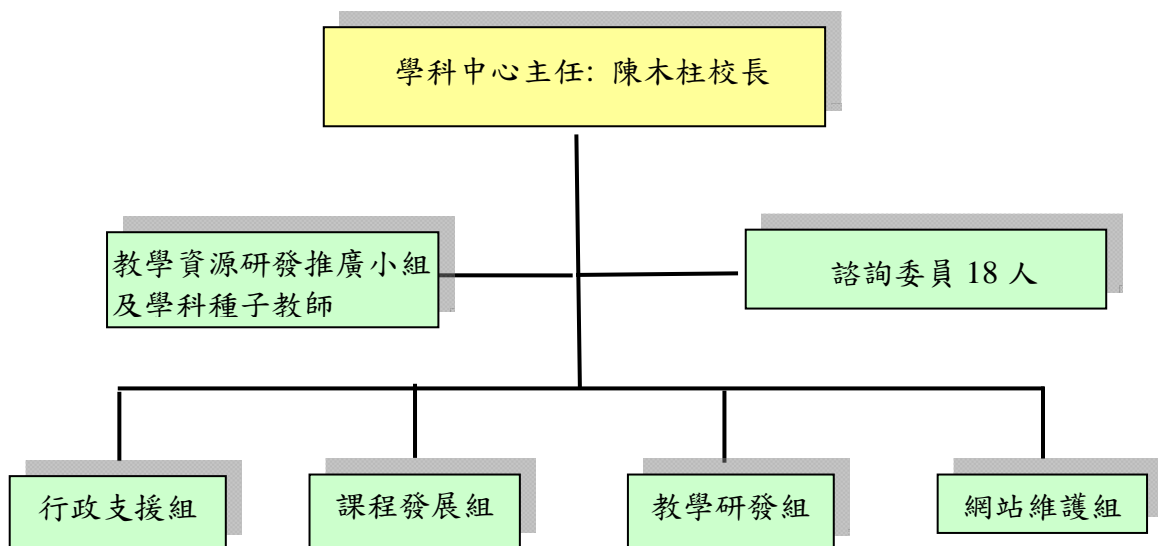 學科中心主任: 陳木柱校長
教學資源研發推廣小組
及學科種子教師
諮詢委員 18 人
行政支援組
課程發展組
教學研發組
網站維護組